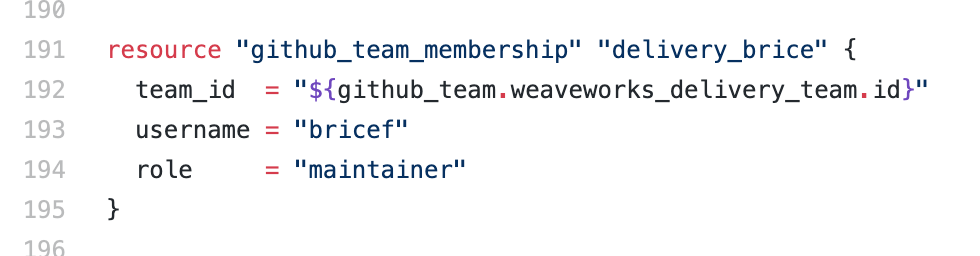 190
191 resource "github_team_membership" "delivery_brice" {
192 team_id = "${github_team.weaveworks_delivery_team.id}"
193 username = "bricef"
194 role = "maintainer"
195 }
196